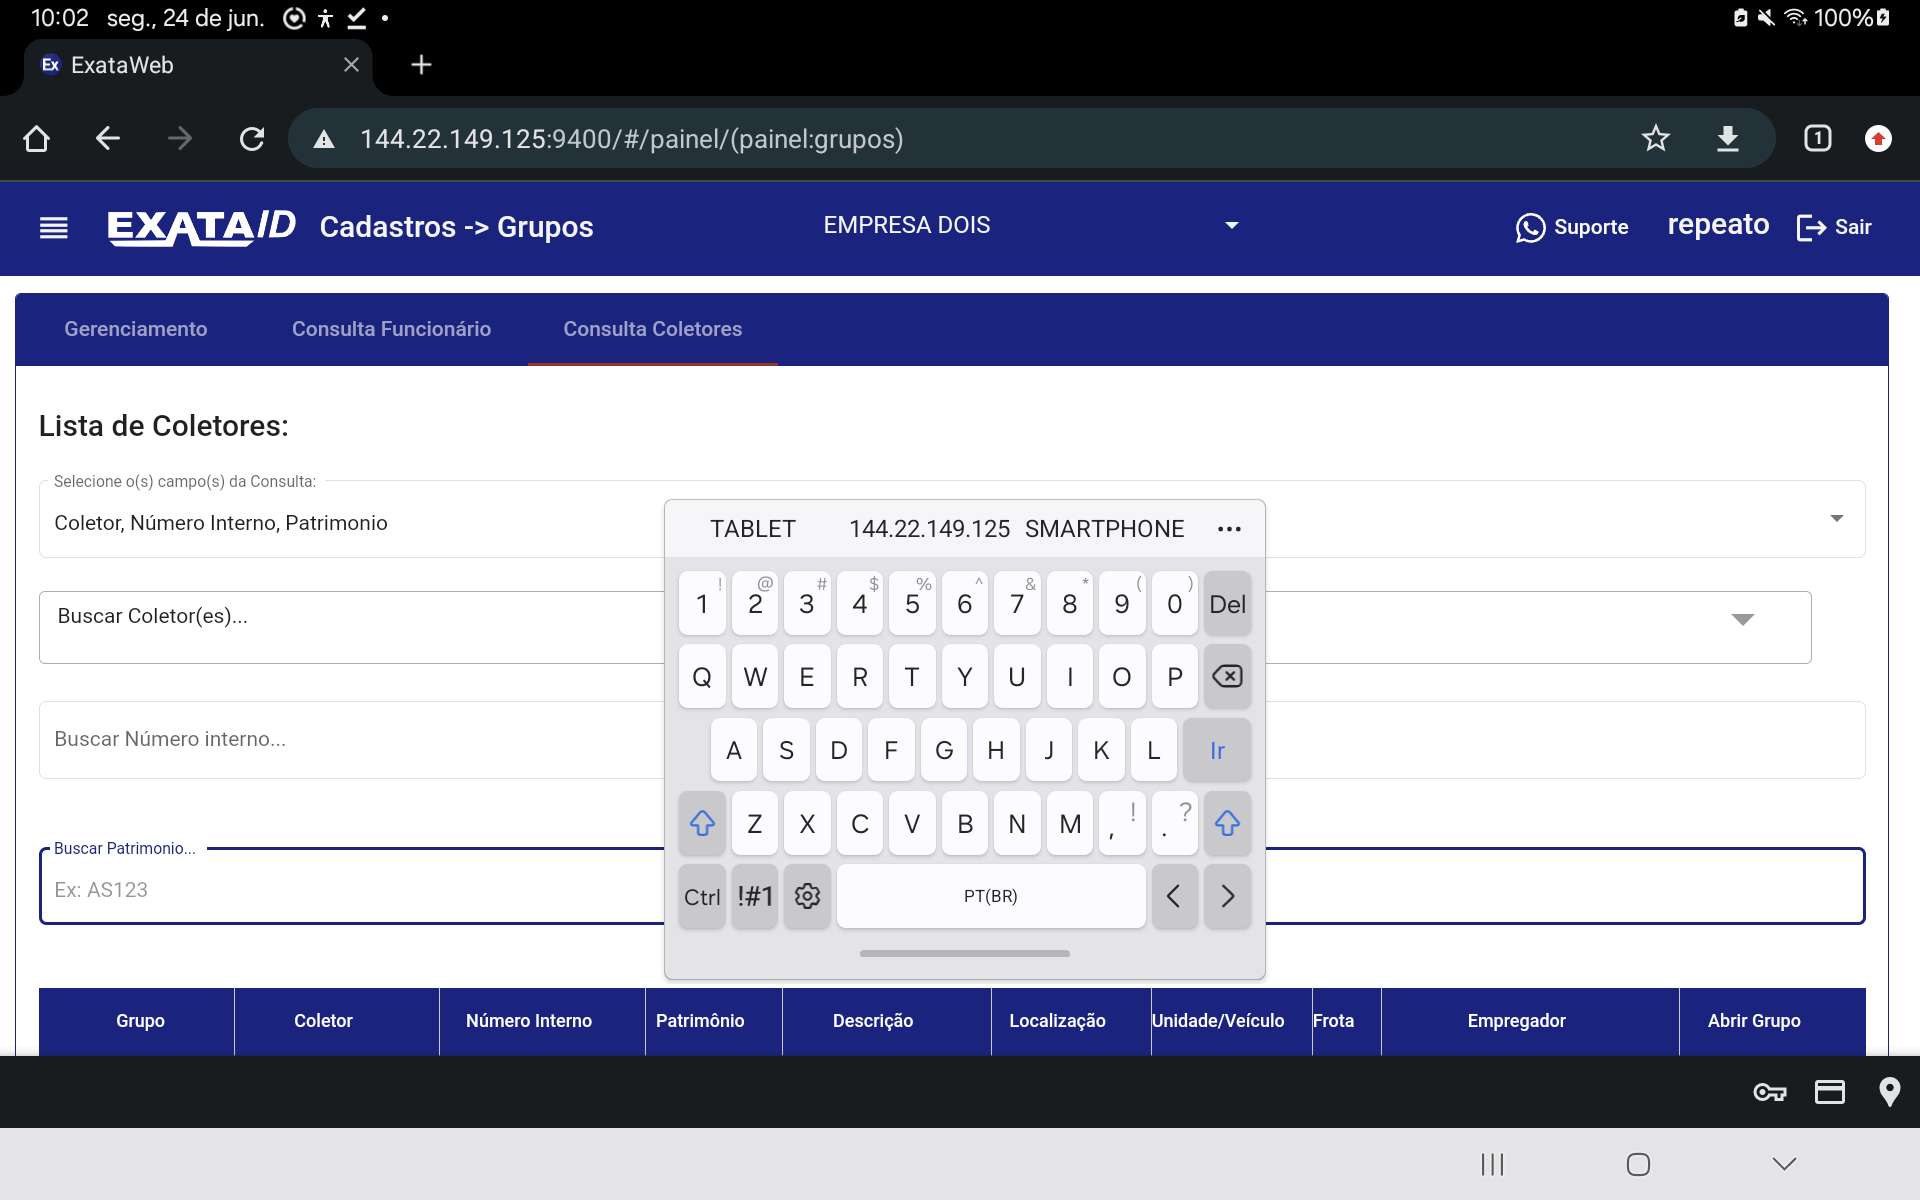 10:02 seg., 24 de jun. 100%
Ex ExataWeb
144.22.149.125:9400/#/painel/(painel:grupos) 1
EXATA/ID Cadastros -> Grupos EMPRESA DOIS Suporte repeato Sair
Gerenciamento Consulta Funcionário Consulta Coletores
Lista de Coletores:
Selecione o(s) campo(s) da Consulta:
Coletor, Número Interno, Patrimonio
Buscar Coletor(es)...
Buscar Número interno...
Buscar Patrimonio...
Ex: AS123
TABLET 144.22.149.125 SMARTPHONE ...
! @ # $ % ^ & * ( )
1 2 3 4 5 6 7 8 9 0 Del
Q W E R T Y U I O P
A S D F G H J K L Ir
! ?
Z X C V B N M , .
Ctrl !#1 PT(BR) < >
Grupo Coletor Número Interno Patrimônio Descrição Localização Unidade/Veículo Frota Empregador Abrir Grupo